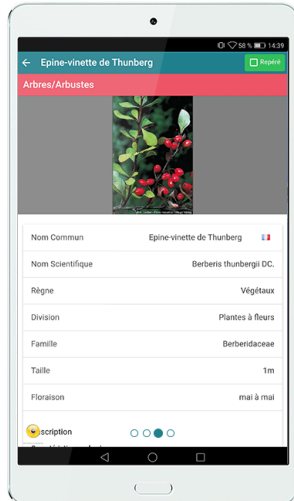 58 % 14:39
Epine-vinette de Thunberg Repéré
Arbres/Arbustes
Nom Commun Epine-vinette de Thunberg
Nom Scientifique Berberis thunbergii DC.
Règne Végétaux
Division Plantes à fleurs
Famille Berberidaceae
Taille 1m
Floraison mai à mai
scription